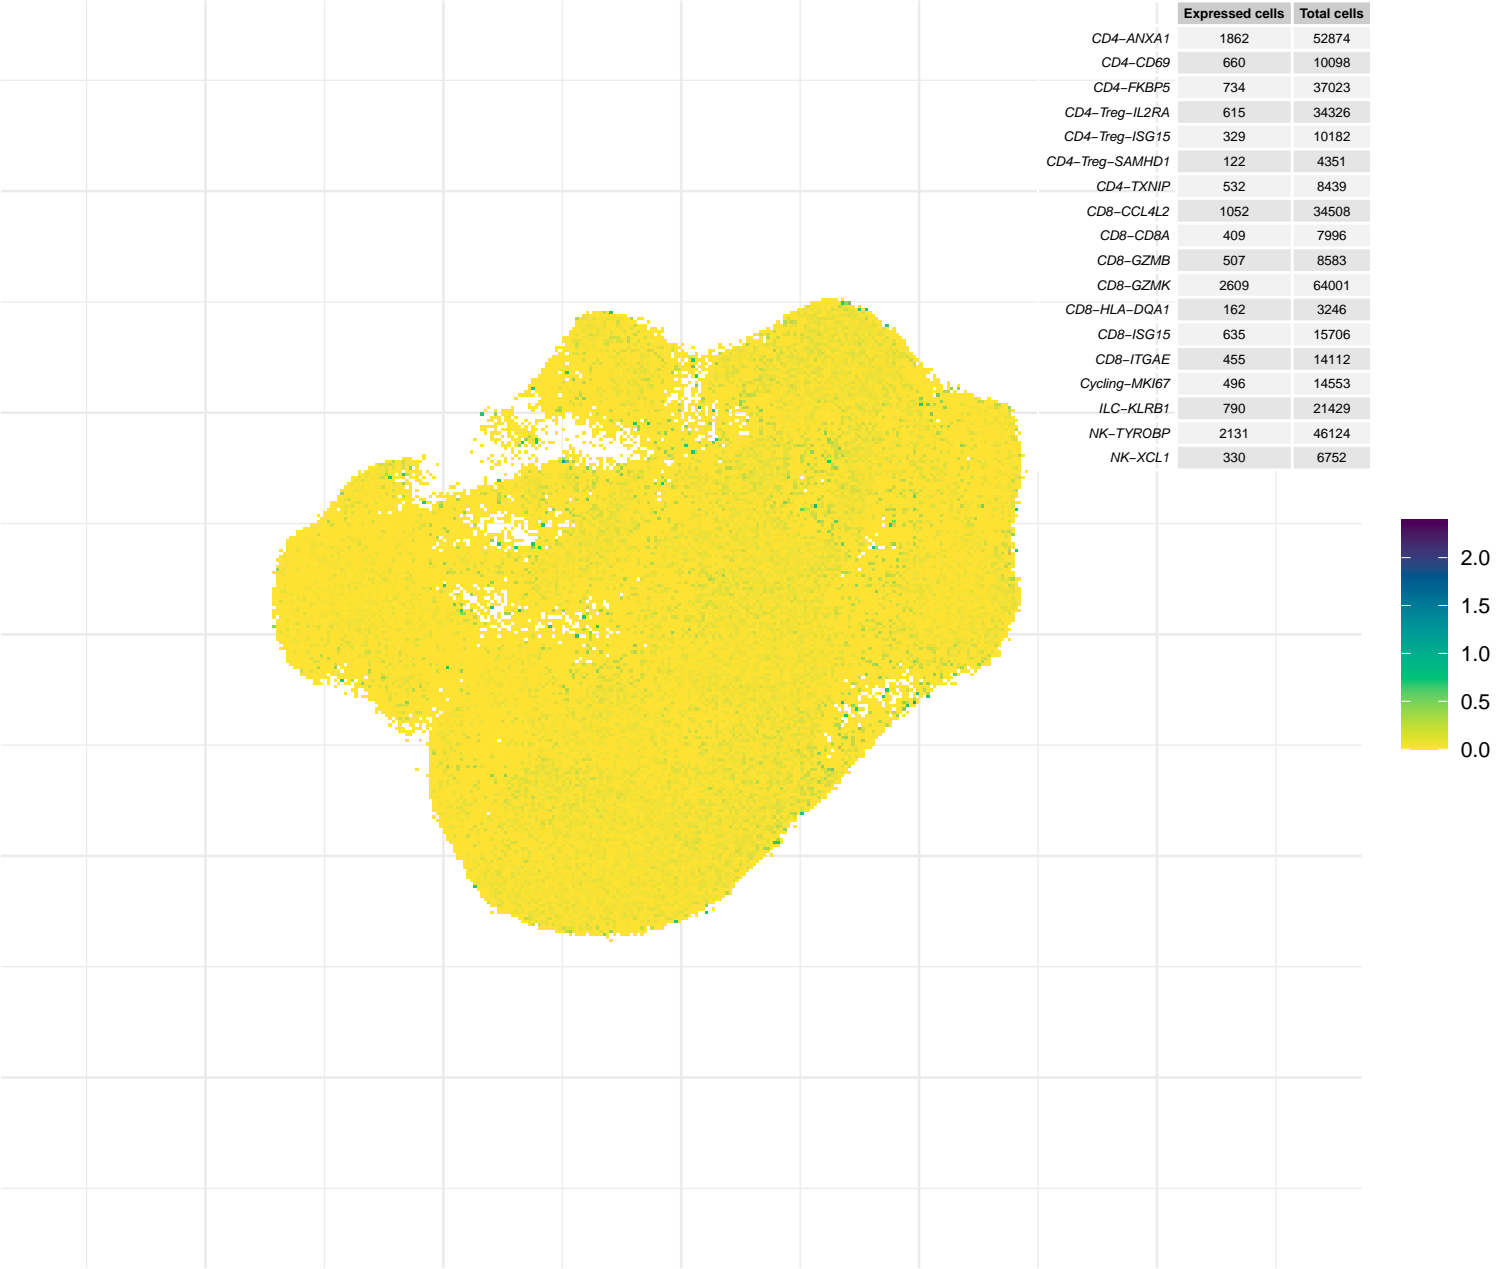 Expressed cells Total cells
CD4−ANXA1 1862 52874
CD4−CD69 660 10098
CD4−FKBP5 734 37023
CD4−Treg−IL2RA 615 34326
CD4−Treg−ISG15 329 10182
CD4−Treg−SAMHD1 122 4351
CD4−TXNIP 532 8439
CD8−CCL4L2 1052 34508
CD8−CD8A 409 7996
CD8−GZMB 507 8583
CD8−GZMK 2609 64001
CD8−HLA−DQA1 162 3246
CD8−ISG15 635 15706
CD8−ITGAE 455 14112
Cycling−MKI67 496 14553
ILC−KLRB1 790 21429
NK−TYROBP 2131 46124
NK−XCL1 330 6752
2.0
1.5
1.0
0.5
0.0